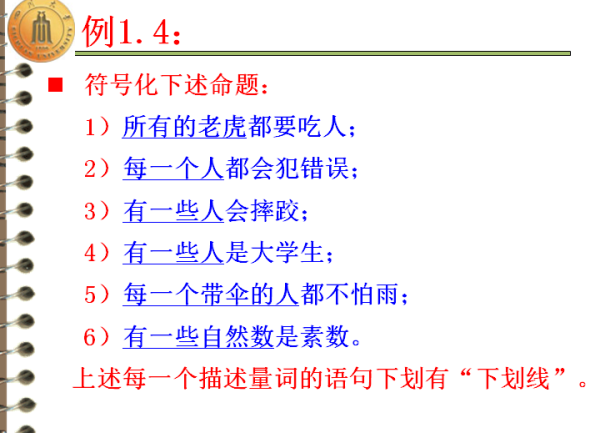 例1.4：
■ 符号化下述命题：
1）所有的老虎都要吃人；
2）每一个人都会犯错误；
3）有一些人会摔跤；
4）有一些人是大学生；
5）每一个带伞的人都不怕雨；
6）有一些自然数是素数。
上述每一个描述量词的语句下划有“下划线”。